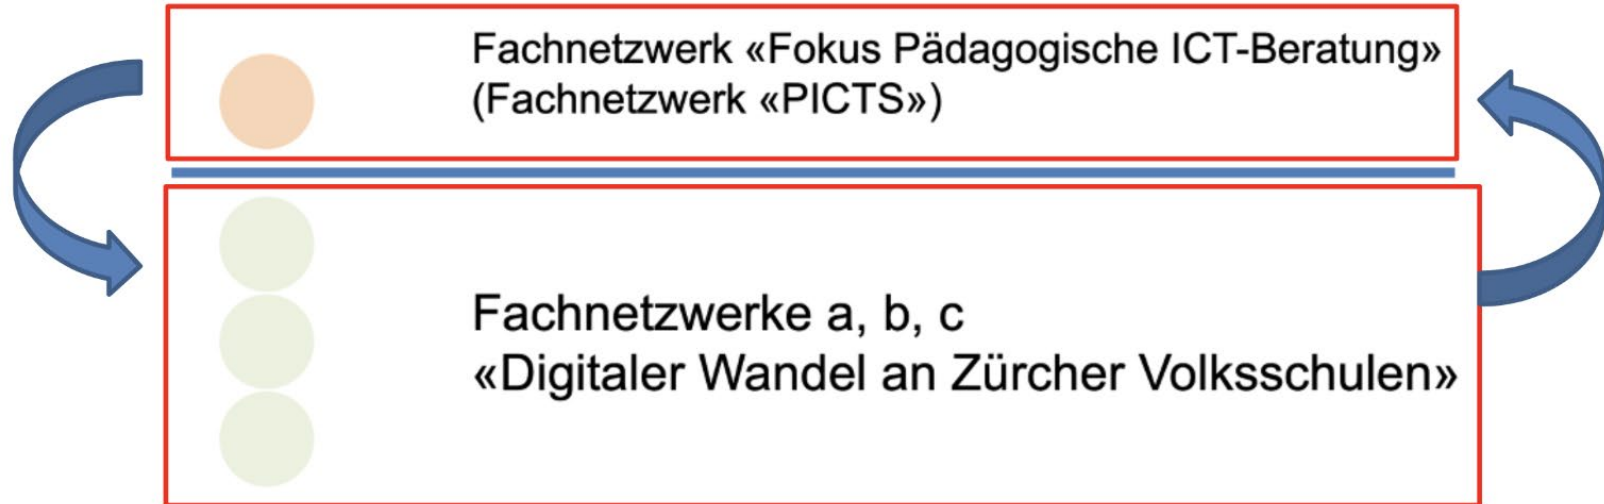 Fachnetzwerk «Fokus Pädagogische ICT-Beratung»
(Fachnetzwerk «PICTS»)
Fachnetzwerke a, b, c
«Digitaler Wandel an Zürcher Volksschulen»